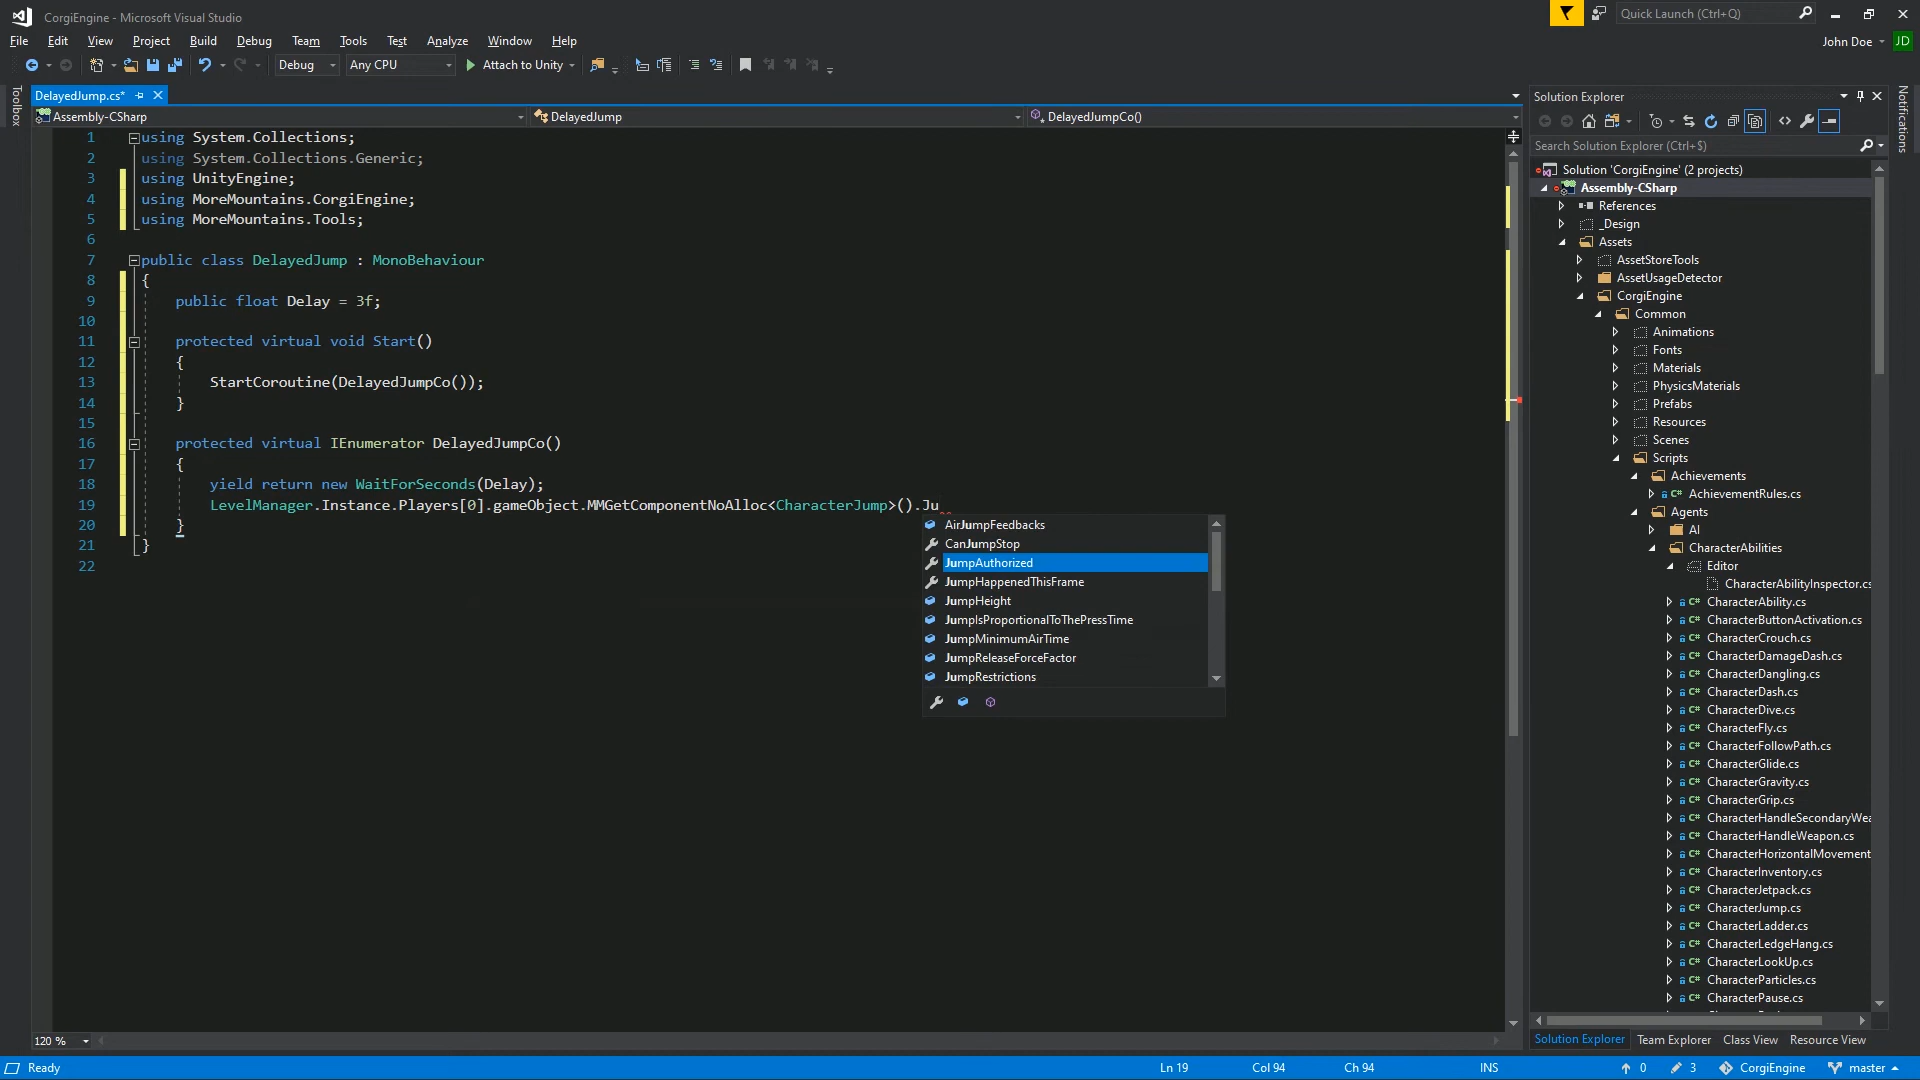 CorgiEngine - Microsoft Visual Studio
Quick Launch (Ctrl+Q)
File Edit View Project Build Debug Team Tools Test Analyze Window Help
John Doe JD
Debug Any CPU Attach to Unity
Toolbox
DelayedJump.cs*
Assembly-CSharp DelayedJump DelayedJumpCo()
1 using System.Collections;
2 using System.Collections.Generic;
3 using UnityEngine;
4 using MoreMountains.CorgiEngine;
5 using MoreMountains.Tools;
6
7 public class DelayedJump : MonoBehaviour
8 {
9 public float Delay = 3f;
10
11 protected virtual void Start()
12 {
13 StartCoroutine(DelayedJumpCo());
14 }
15
16 protected virtual IEnumerator DelayedJumpCo()
17 {
18 yield return new WaitForSeconds(Delay);
19 LevelManager.Instance.Players[0].gameObject.MMGetComponentNoAlloc<CharacterJump>().Ju
20 }
21 }
22
AirJumpFeedbacks
CanJumpStop
JumpAuthorized
JumpHappenedThisFrame
JumpHeight
JumpIsProportionalToThePressTime
JumpMinimumAirTime
JumpReleaseForceFactor
JumpRestrictions
Solution Explorer
Search Solution Explorer (Ctrl+$)
Solution 'CorgiEngine' (2 projects)
Assembly-CSharp
References
_Design
Assets
AssetStoreTools
AssetUsageDetector
CorgiEngine
Common
Animations
Fonts
Materials
PhysicsMaterials
Prefabs
Resources
Scenes
Scripts
Achievements
C# AchievementRules.cs
Agents
AI
CharacterAbilities
Editor
CharacterAbilityInspector.cs
C# CharacterAbility.cs
C# CharacterButtonActivation.cs
C# CharacterCrouch.cs
C# CharacterDamageDash.cs
C# CharacterDangling.cs
C# CharacterDash.cs
C# CharacterDive.cs
C# CharacterFly.cs
C# CharacterFollowPath.cs
C# CharacterGlide.cs
C# CharacterGravity.cs
C# CharacterGrip.cs
C# CharacterHandleSecondaryWea
C# CharacterHandleWeapon.cs
C# CharacterHorizontalMovement
C# CharacterInventory.cs
C# CharacterJetpack.cs
C# CharacterJump.cs
C# CharacterLadder.cs
C# CharacterLedgeHang.cs
C# CharacterLookUp.cs
C# CharacterParticles.cs
C# CharacterPause.cs
Solution Explorer Team Explorer Class View Resource View
Notifications
120 %
Ready Ln 19 Col 94 Ch 94 INS 0 3 CorgiEngine master